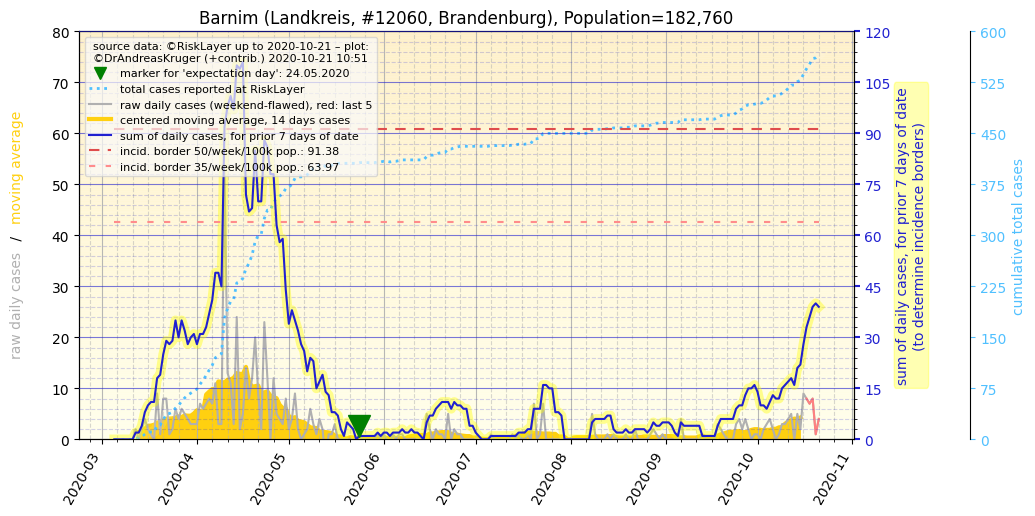 Barnim (Landkreis, #12060, Brandenburg), Population=182,760
source data: ©RiskLayer up to 2020-10-21 – plot:
©DrAndreasKruger (+contrib.) 2020-10-21 10:51
marker for 'expectation day': 24.05.2020
total cases reported at RiskLayer
raw daily cases (weekend-flawed), red: last 5
centered moving average, 14 days cases
sum of daily cases, for prior 7 days of date
incid. border 50/week/100k pop.: 91.38
incid. border 35/week/100k pop.: 63.97
raw daily cases / moving average
80
70
60
50
40
30
20
10
0
120
105
90
75
60
45
30
15
0
sum of daily cases, for prior 7 days of date
(to determine incidence borders)
600
525
450
375
300
225
150
75
0
cumulative total cases
2020-03
2020-04
2020-05
2020-06
2020-07
2020-08
2020-09
2020-10
2020-11